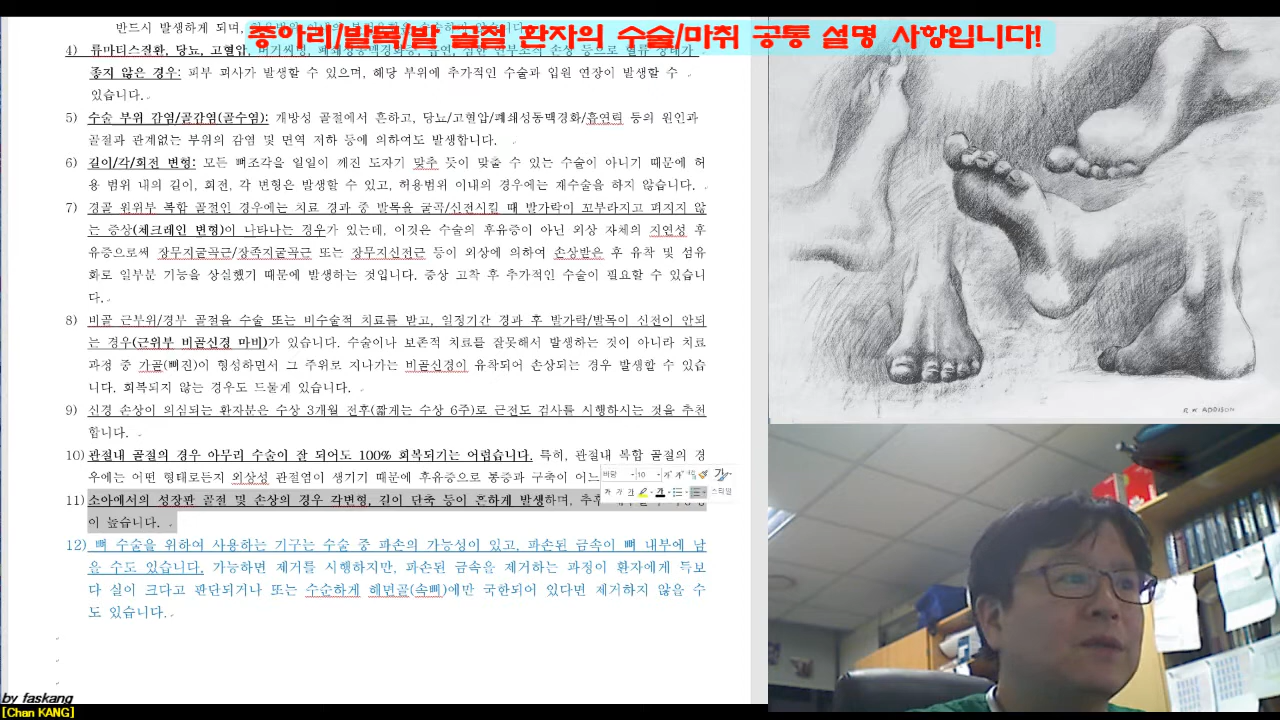 종아리/발목/발 골절 환자의 수술/마취 공통 설명 사항입니다!
반드시 발생하게 되며,
4) 류마티스질환, 당뇨, 고혈압,
좋지 않은 경우: 피부 괴사가 발생할 수 있으며, 해당 부위에 추가적인 수술과 입원 연장이 발생할 수
있습니다.
5) 수술 부위 감염/골감염(골수염): 개방성 골절에서 흔하고, 당뇨/고혈압/폐쇄성동맥경화/흡연력 등의 원인과
골절과 관계없는 부위의 감염 및 면역 저하 등에 의하여도 발생합니다.
6) 길이/각/회전 변형: 모든 뼈조각을 일일이 깨진 도자기 맞추 듯이 맞출 수 있는 수술이 아니기 때문에 허
용 범위 내의 길이, 회전, 각 변형은 발생할 수 있고, 허용범위 이내의 경우에는 재수술을 하지 않습니다.
7) 경골 원위부 복합 골절인 경우에는 치료 경과 중 발목을 굴곡/신전시킬 때 발가락이 꼬부라지고 펴지지 않
는 증상(체크레인 변형)이 나타나는 경우가 있는데, 이것은 수술의 후유증이 아닌 외상 자체의 지연성 후
유증으로써 장무지굴곡근/장족지굴곡근 또는 장무지신전근 등이 외상에 의하여 손상받은 후 유착 및 섬유
화로 일부분 기능을 상실했기 때문에 발생하는 것입니다. 증상 고착 후 추가적인 수술이 필요할 수 있습니
다.
8) 비골 근부위/경부 골절을 수술 또는 비수술적 치료를 받고, 일정기간 경과 후 발가락/발목이 신전이 안되
는 경우(근위부 비골신경 마비)가 있습니다. 수술이나 보존적 치료를 잘못해서 발생하는 것이 아니라 치료
과정 중 가골(뼈진)이 형성하면서 그 주위로 지나가는 비골신경이 유착되어 손상되는 경우 발생할 수 있습
니다. 회복되지 않는 경우도 드물게 있습니다.
9) 신경 손상이 의심되는 환자분은 수상 3개월 전후(짧게는 수상 6주)로 근전도 검사를 시행하시는 것을 추천
합니다.
10) 관절내 골절의 경우 아무리 수술이 잘 되어도 100% 회복되기는 어렵습니다. 특히, 관절내 복합 골절의 경
우에는 어떤 형태로든지 외상성 관절염이 생기기 때문에 후유증으로 통증과 구축이 어느
11) 소아에서의 성장판 골절 및 손상의 경우 각변형, 길이 단축 등이 흔하게 발생하며, 추후
이 높습니다.
12) 뼈 수술을 위하여 사용하는 기구는 수술 중 파손의 가능성이 있고, 파손된 금속이 뼈 내부에 남
을 수도 있습니다. 가능하면 제거를 시행하지만, 파손된 금속을 제거하는 과정이 환자에게 득보
다 실이 크다고 판단되거나 또는 수순하게 해면골(속뼈)에만 국한되어 있다면 제거하지 않을 수
도 있습니다.
바탕 10
스타일
R W ADDISON
by faskang
[Chan KANG]